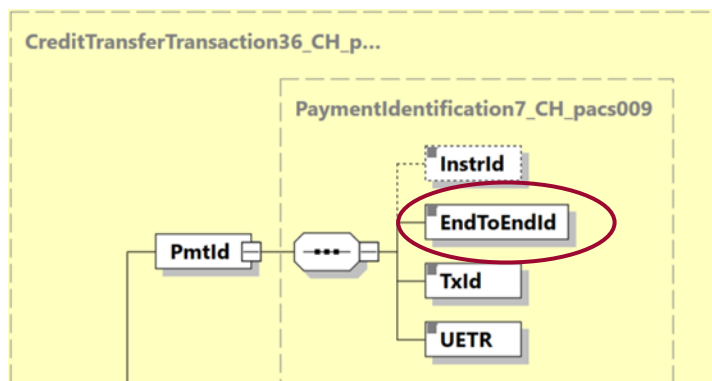 CreditTransferTransaction36_CH_p...
PaymentIdentification7_CH_pacs009
InstrId
EndToEndId
PmtId
TxId
UETR